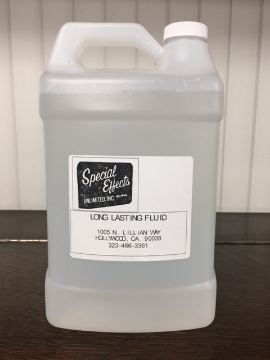 Special
Effects
UNLIMITED, INC.
LONG LASTING FLUID
1005 N. LILLIAN WAY
HOLLYWOOD, CA. 90038
323-466-3361